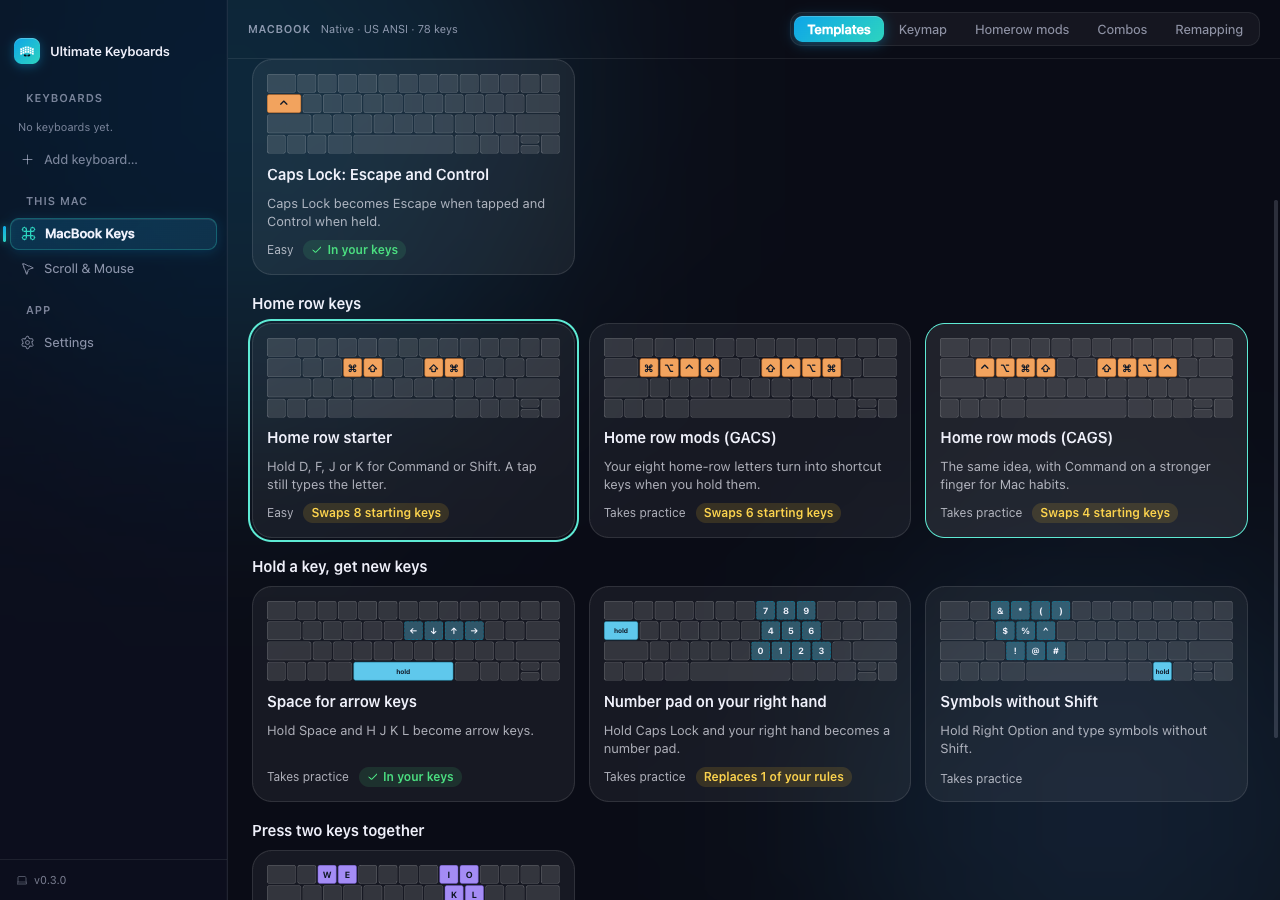 Ultimate Keyboards
KEYBOARDS
No keyboards yet.
Add keyboard...
THIS MAC
MacBook Keys
Scroll & Mouse
APP
Settings
v0.3.0
MACBOOK Native · US ANSI · 78 keys
Templates Keymap Homerow mods Combos Remapping
^
Caps Lock: Escape and Control
Caps Lock becomes Escape when tapped and
Control when held.
Easy ✓ In your keys
Home row keys
⌘ ⇧ ⇧ ⌘
Home row starter
Hold D, F, J or K for Command or Shift. A tap
still types the letter.
Easy Swaps 8 starting keys
⌘ ⌥ ^ ⇧ ⇧ ^ ⌥ ⌘
Home row mods (GACS)
Your eight home-row letters turn into shortcut
keys when you hold them.
Takes practice Swaps 6 starting keys
^ ⌥ ⌘ ⇧ ⇧ ⌘ ⌥ ^
Home row mods (CAGS)
The same idea, with Command on a stronger
finger for Mac habits.
Takes practice Swaps 4 starting keys
Hold a key, get new keys
← ↓ ↑ →
hold
Space for arrow keys
Hold Space and H J K L become arrow keys.
Takes practice ✓ In your keys
7 8 9
hold 4 5 6
0 1 2 3
Number pad on your right hand
Hold Caps Lock and your right hand becomes a
number pad.
Takes practice Replaces 1 of your rules
& * ( )
$ % ^
! @ #
hold
Symbols without Shift
Hold Right Option and type symbols without
Shift.
Takes practice
Press two keys together
W E I O
K L